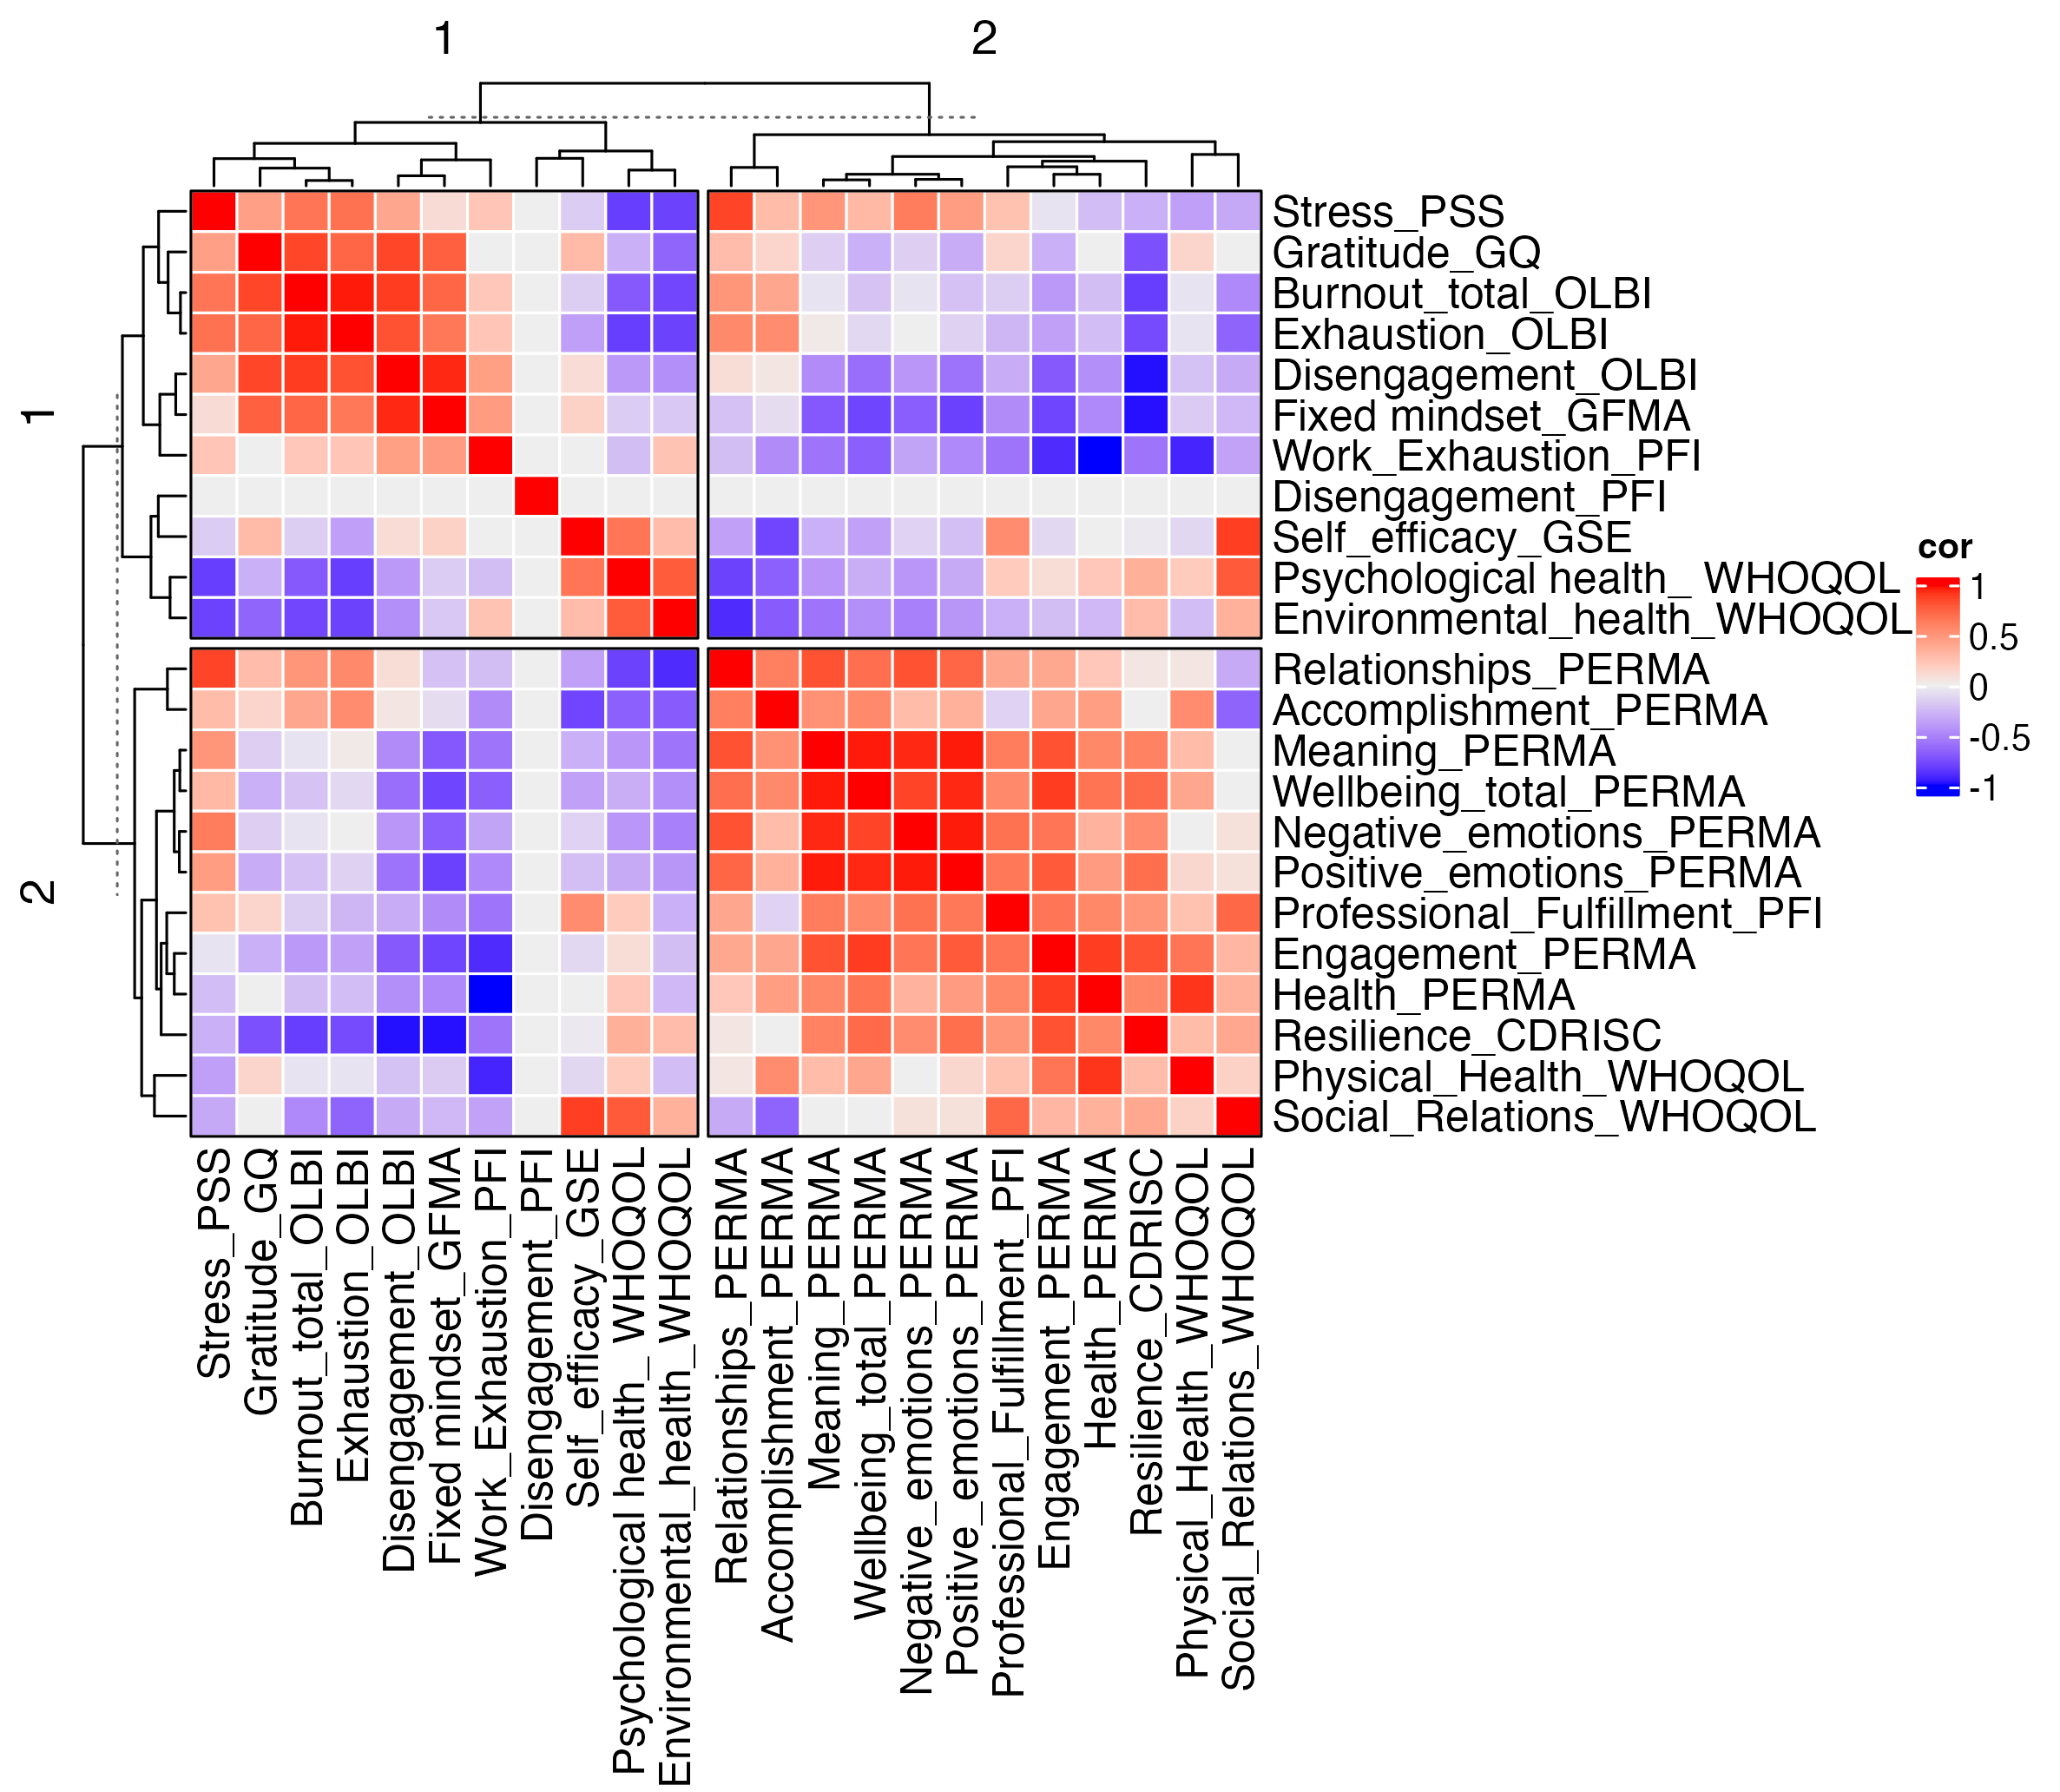 1
2
1
2
Stress_PSS
Gratitude_GQ
Burnout_total_OLBI
Exhaustion_OLBI
Disengagement_OLBI
Fixed mindset_GFMA
Work_Exhaustion_PFI
Disengagement_PFI
Self_efficacy_GSE
Psychological health_ WHOQOL
Environmental_health_WHOQOL
Relationships_PERMA
Accomplishment_PERMA
Meaning_PERMA
Wellbeing_total_PERMA
Negative_emotions_PERMA
Positive_emotions_PERMA
Professional_Fulfillment_PFI
Engagement_PERMA
Health_PERMA
Resilience_CDRISC
Physical_Health_WHOQOL
Social_Relations_WHOQOL
cor
1
0.5
0
-0.5
-1
Stress_PSS
Gratitude_GQ
Burnout_total_OLBI
Exhaustion_OLBI
Disengagement_OLBI
Fixed mindset_GFMA
Work_Exhaustion_PFI
Disengagement_PFI
Self_efficacy_GSE
Psychological health_ WHOQOL
Environmental_health_WHOQOL
Relationships_PERMA
Accomplishment_PERMA
Meaning_PERMA
Wellbeing_total_PERMA
Negative_emotions_PERMA
Positive_emotions_PERMA
Professional_Fulfillment_PFI
Engagement_PERMA
Health_PERMA
Resilience_CDRISC
Physical_Health_WHOQOL
Social_Relations_WHOQOL